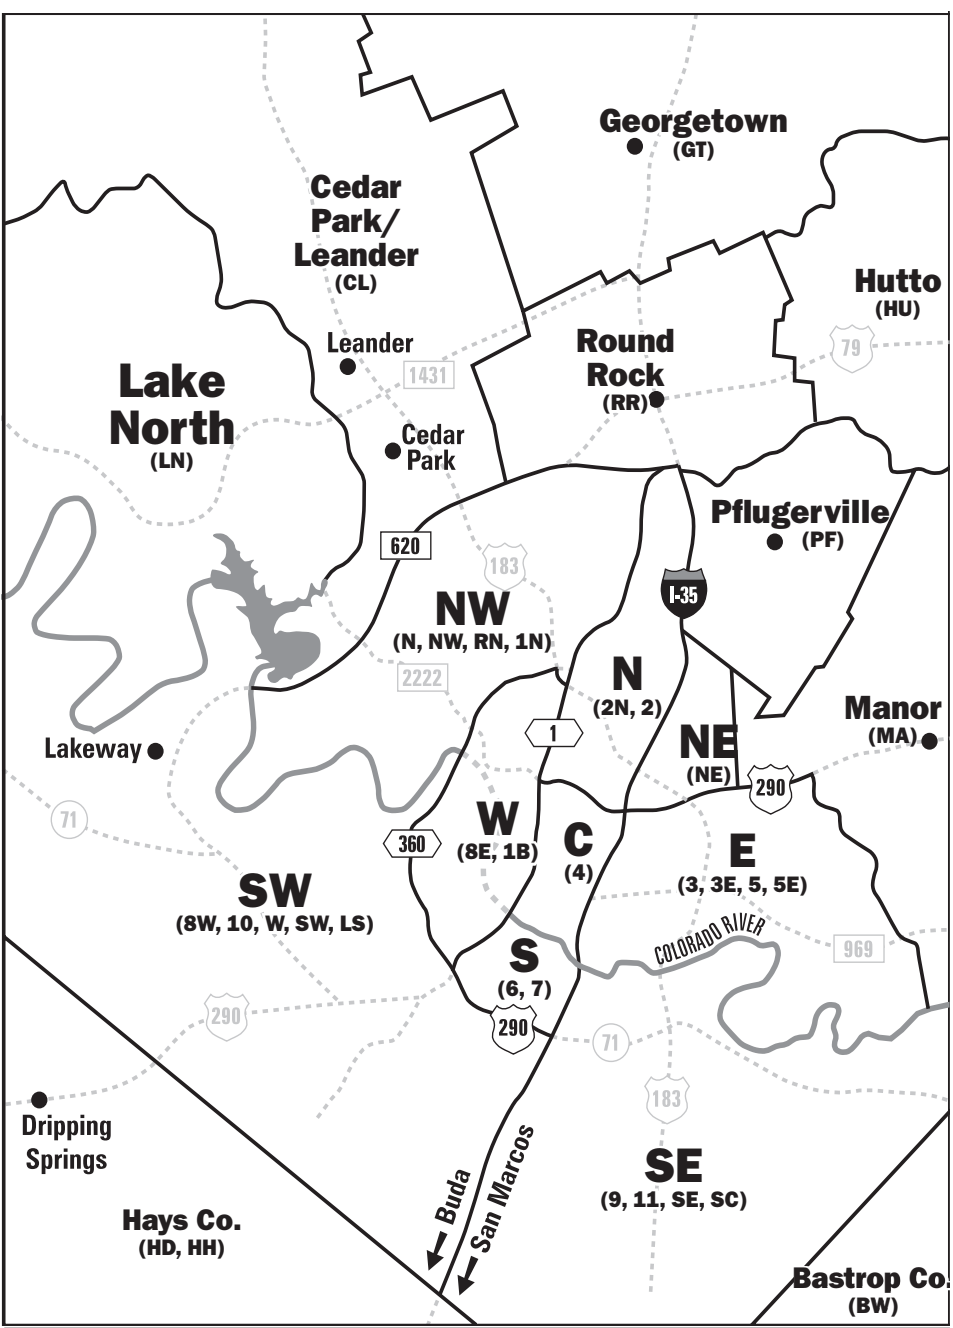 Georgetown
(GT)
Cedar
Park/
Leander
(CL)
Hutto
(HU)
Leander
Round
Rock
(RR)
79
1431
Lake
North
(LN)
Cedar
Park
Pflugerville
(PF)
620
183
I-35
NW
(N, NW, RN, 1N)
2222
N
(2N, 2)
Manor
(MA)
1
NE
(NE)
Lakeway
290
71
360
W
(8E, 1B)
C
(4)
E
(3, 3E, 5, 5E)
SW
(8W, 10, W, SW, LS)
COLORADO RIVER
969
S
(6, 7)
290
290
71
Dripping
Springs
183
Buda
San Marcos
SE
(9, 11, SE, SC)
Hays Co.
(HD, HH)
Bastrop Co.
(BW)